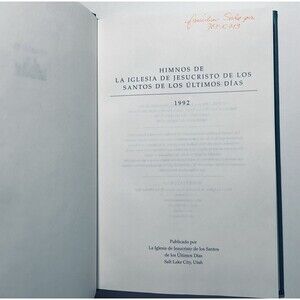 HIMNOS DE
LA IGLESIA DE JESUCRISTO DE LOS
SANTOS DE LOS ÚLTIMOS DÍAS
1992
Publicado por
La Iglesia de Jesucristo de los Santos
de los Últimos Días
Salt Lake City, Utah